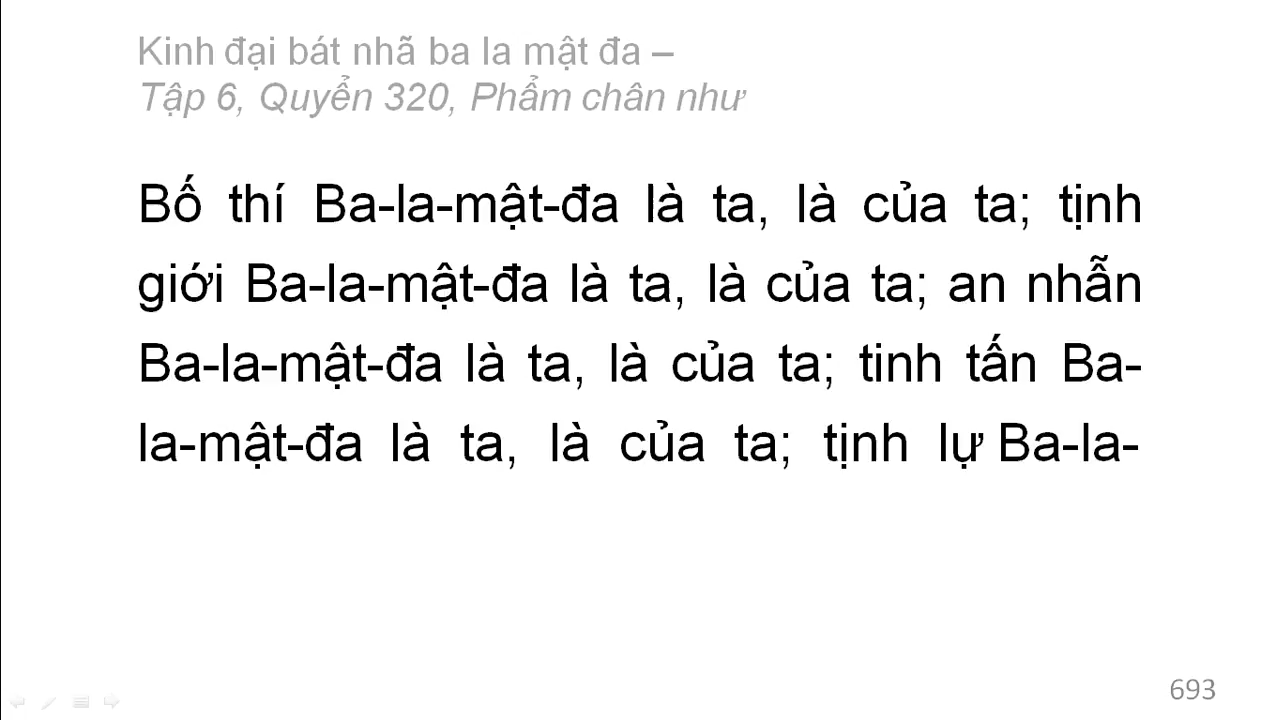 Kinh đại bát nhã ba la mật đa –
Tập 6, Quyển 320, Phẩm chân như
Bố thí Ba-la-mật-đa là ta, là của ta; tịnh
giới Ba-la-mật-đa là ta, là của ta; an nhẫn
Ba-la-mật-đa là ta, là của ta; tinh tấn Ba-
la-mật-đa là ta, là của ta; tịnh lự Ba-la-
693